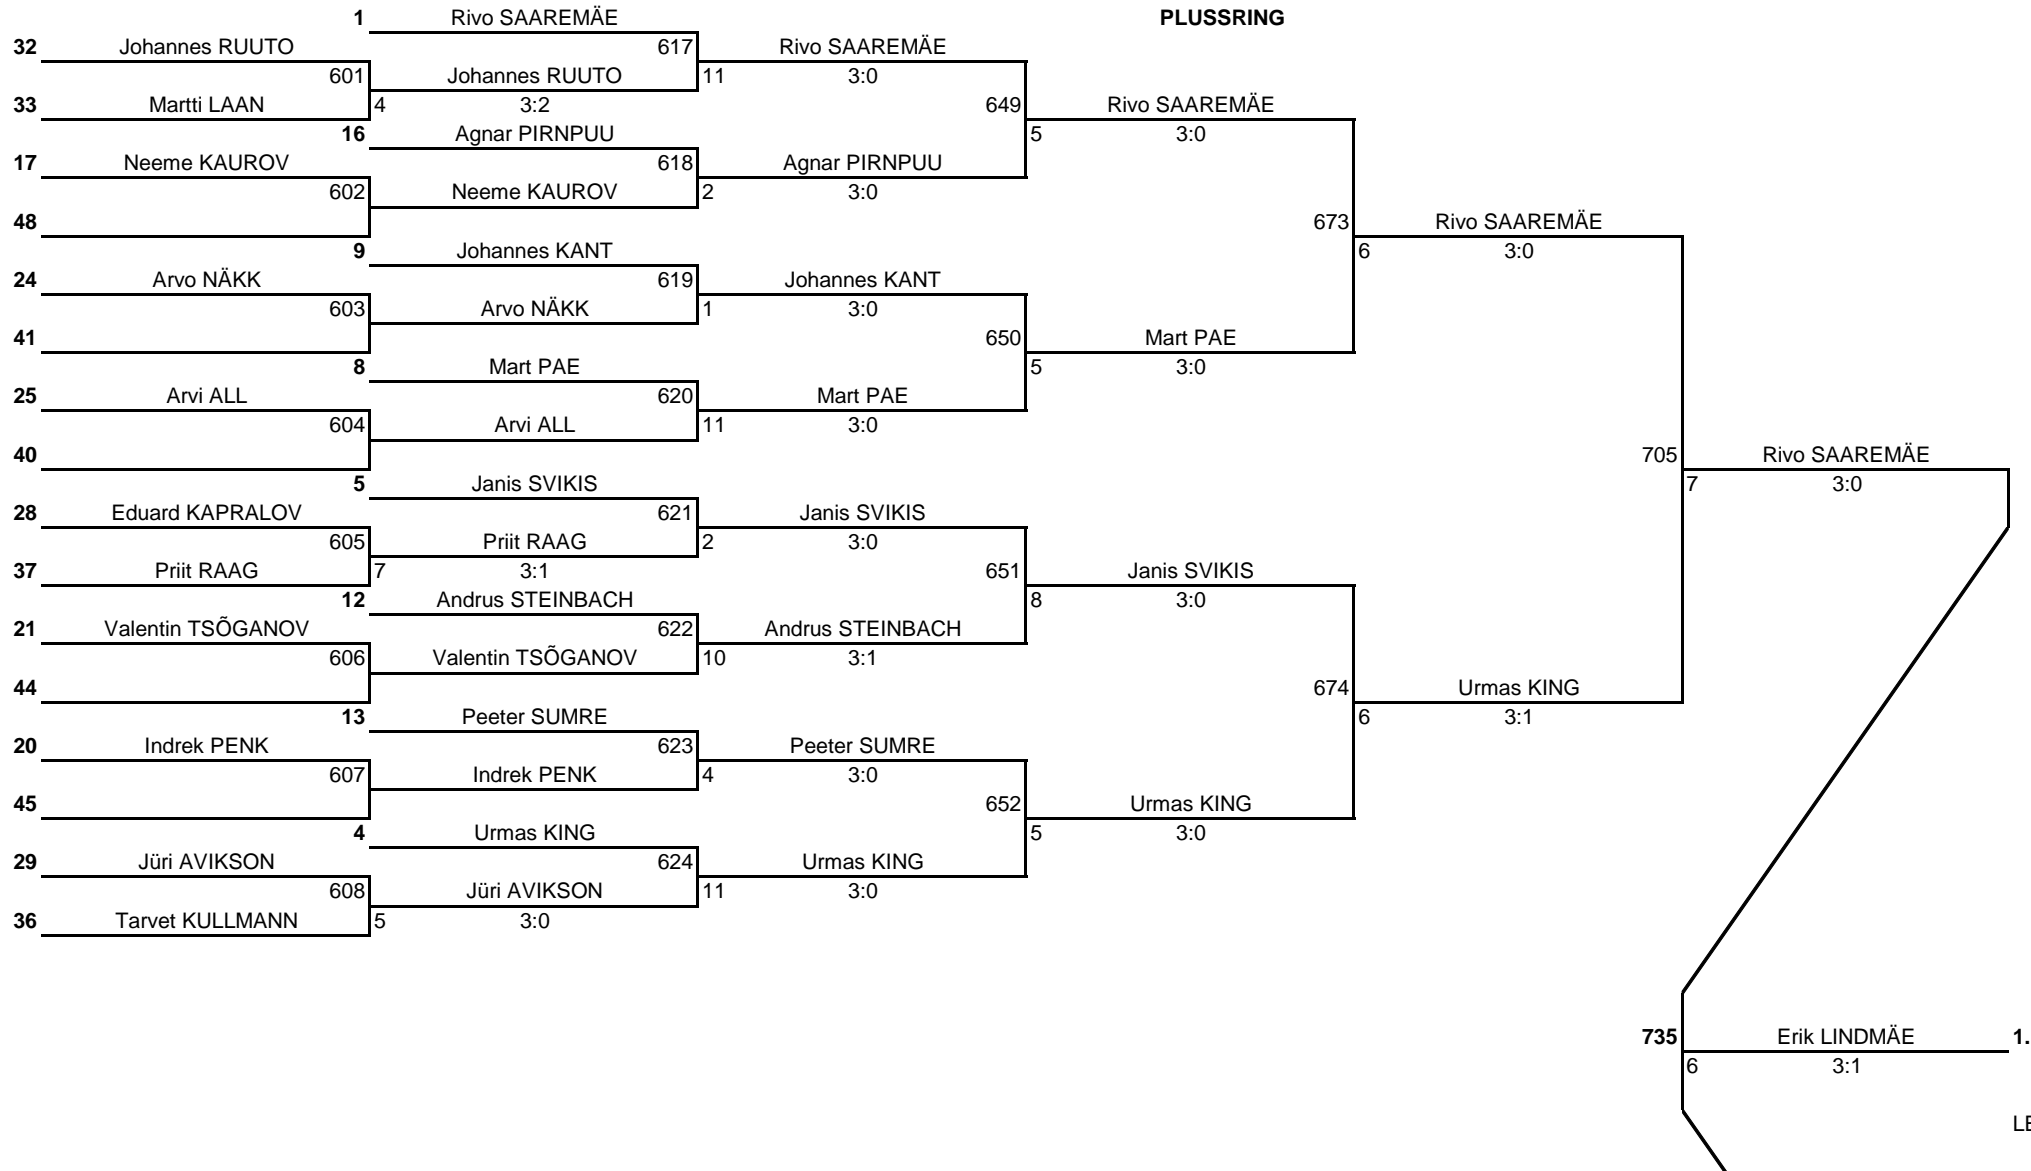 1 Rivo SAAREMÄE PLUSSRING
32 Johannes RUUTO 617 Rivo SAAREMÄE
601 Johannes RUUTO 11 3:0
33 Martti LAAN 4 3:2 649 Rivo SAAREMÄE
16 Agnar PIRNPUU 5 3:0
17 Neeme KAUROV 618 Agnar PIRNPUU
602 Neeme KAUROV 2 3:0
48 673 Rivo SAAREMÄE
9 Johannes KANT 6 3:0
24 Arvo NÄKK 619 Johannes KANT
603 Arvo NÄKK 1 3:0
41 650 Mart PAE
8 Mart PAE 5 3:0
25 Arvi ALL 620 Mart PAE
604 Arvi ALL 11 3:0
40 705 Rivo SAAREMÄE
5 Janis SVIKIS 7 3:0
28 Eduard KAPRALOV 621 Janis SVIKIS
605 Priit RAAG 2 3:0
37 Priit RAAG 7 3:1 651 Janis SVIKIS
12 Andrus STEINBACH 8 3:0
21 Valentin TSÕGANOV 622 Andrus STEINBACH
606 Valentin TSÕGANOV 10 3:1
44 674 Urmas KING
13 Peeter SUMRE 6 3:1
20 Indrek PENK 623 Peeter SUMRE
607 Indrek PENK 4 3:0
45 652 Urmas KING
4 Urmas KING 5 3:0
29 Jüri AVIKSON 624 Urmas KING
608 Jüri AVIKSON 11 3:0
36 Tarvet KULLMANN 5 3:0
735 Erik LINDMÄE 1.
6 3:1